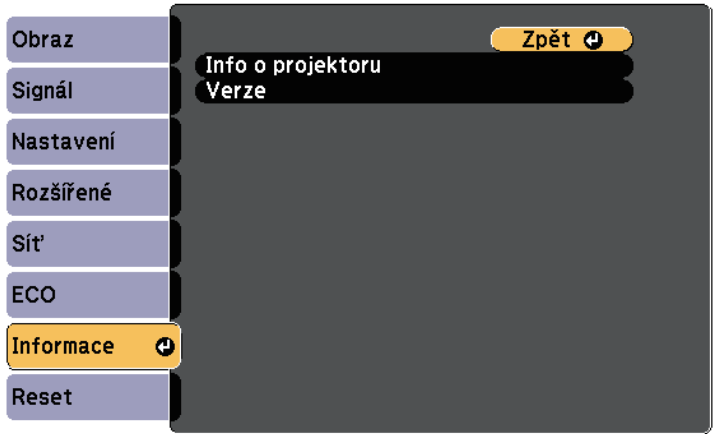 Obraz
Signál
Nastavení
Rozšířené
Síť
ECO
Informace
Reset
Zpět
Info o projektoru
Verze